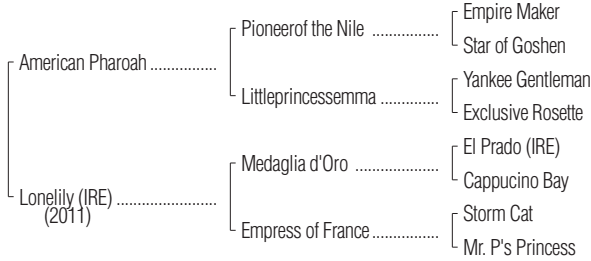 Empire Maker
Pioneerof the Nile ................
Star of Goshen
American Pharoah ................
Yankee Gentleman
Littleprincessemma ..............
Exclusive Rosette
El Prado (IRE)
Medaglia d'Oro ....................
Cappucino Bay
Lonelily (IRE) ........................
(2011)
Storm Cat
Empress of France ................
Mr. P's Princess